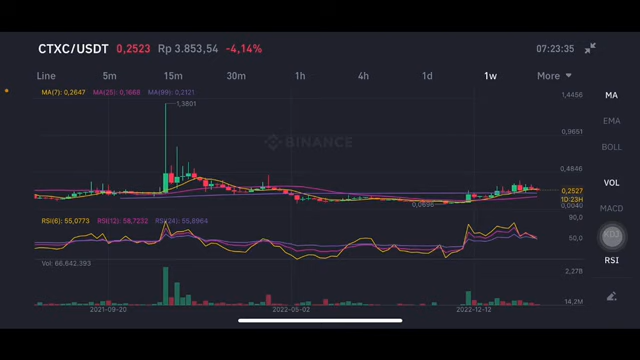 CTXC/USDT 0,2523 Rp 3.853,54 -4,14% 07:23:35
Line 5m 15m 30m 1h 4h 1d 1w More
MA(7): 0,2647 MA(25): 0,1668 MA(99): 0,2121
1,4456
MA
1,3801
EMA
0,9651
BINANCE
BOLL
0,4846
VOL
0,2527
10:23H
0,0696
0,0040
MACD
RSI(6): 55,0773 RSI(12): 56,7232 RSI(24): 55,8964
90,0
KDJ
50,0
RSI
Vol: 66.642,393
2,27B
14,2M
2021-09-20 2022-05-02 2022-12-12